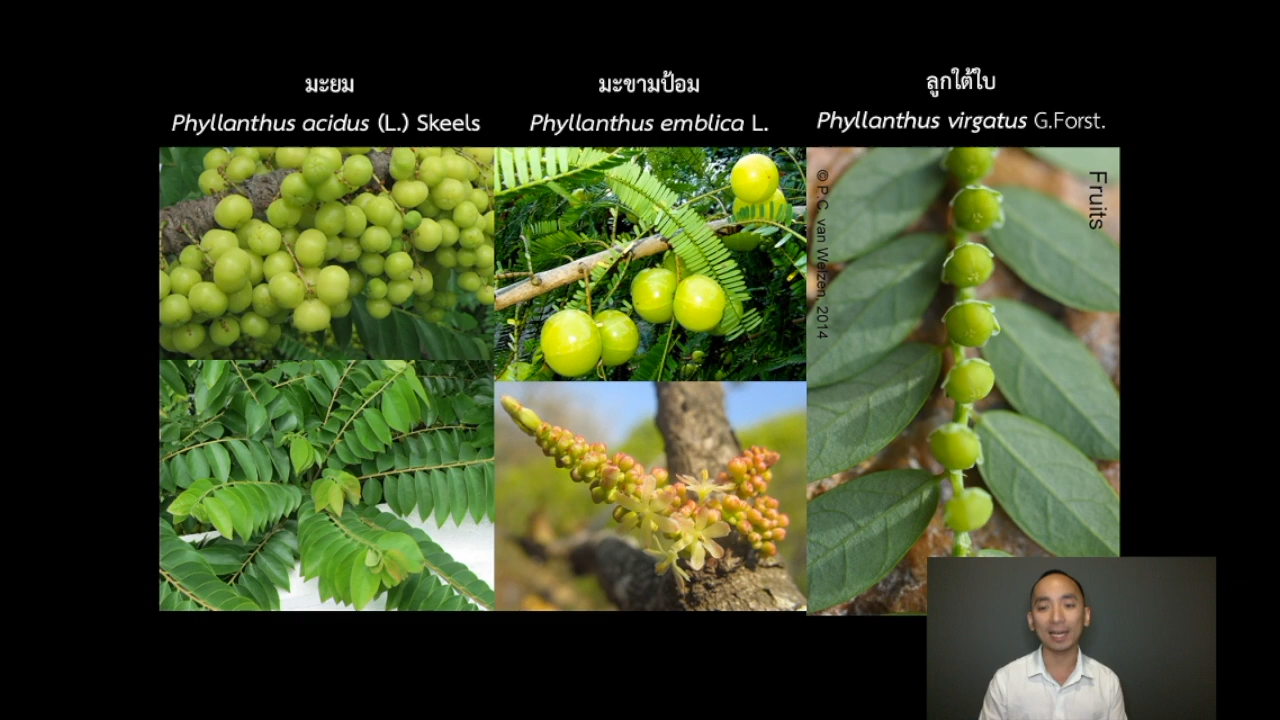 มะยม
Phyllanthus acidus (L.) Skeels
มะขามป้อม
Phyllanthus emblica L.
ลูกใต้ใบ
Phyllanthus virgatus G.Forst.
© P.C. van Welzen, 2014
Fruits